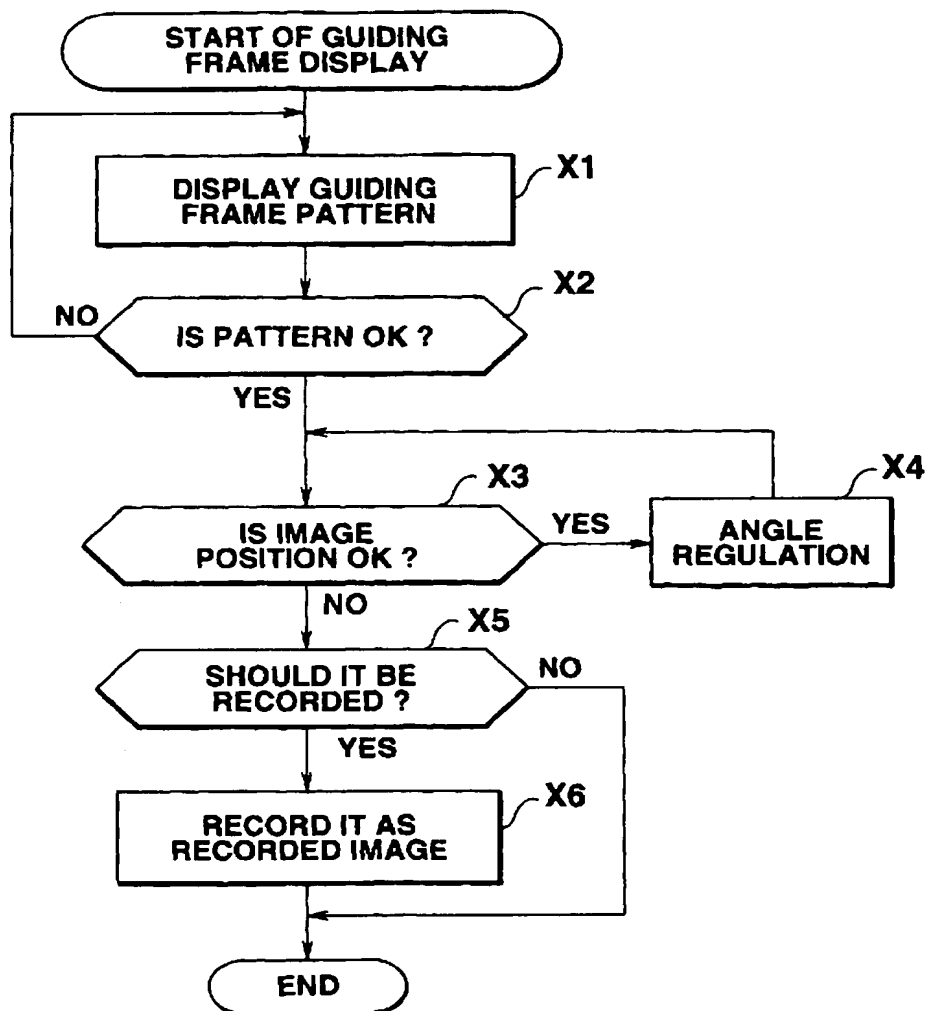 START OF GUIDING
FRAME DISPLAY
X1
DISPLAY GUIDING
FRAME PATTERN
X2
NO
IS PATTERN OK ?
YES
X3
X4
IS IMAGE
POSITION OK ?
YES
ANGLE
REGULATION
NO
X5
SHOULD IT BE
RECORDED ?
NO
YES
X6
RECORD IT AS
RECORDED IMAGE
END